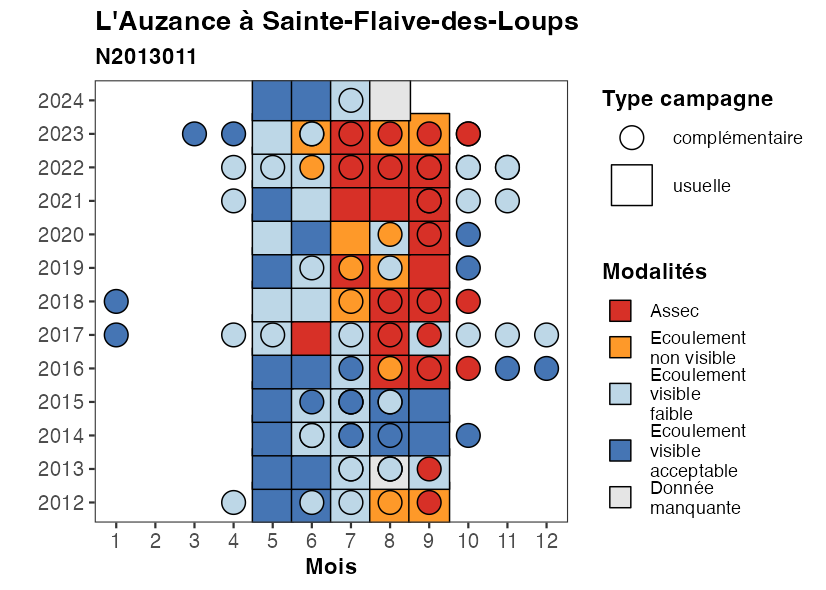 L'Auzance à Sainte-Flaive-des-Loups
N2013011
2024
2023
2022
2021
2020
2019
2018
2017
2016
2015
2014
2013
2012
1 2 3 4 5 6 7 8 9 10 11 12
Mois
Type campagne
complémentaire
usuelle
Modalités
Assec
Ecoulement
non visible
Ecoulement
visible
faible
Ecoulement
visible
acceptable
Donnée
manquante